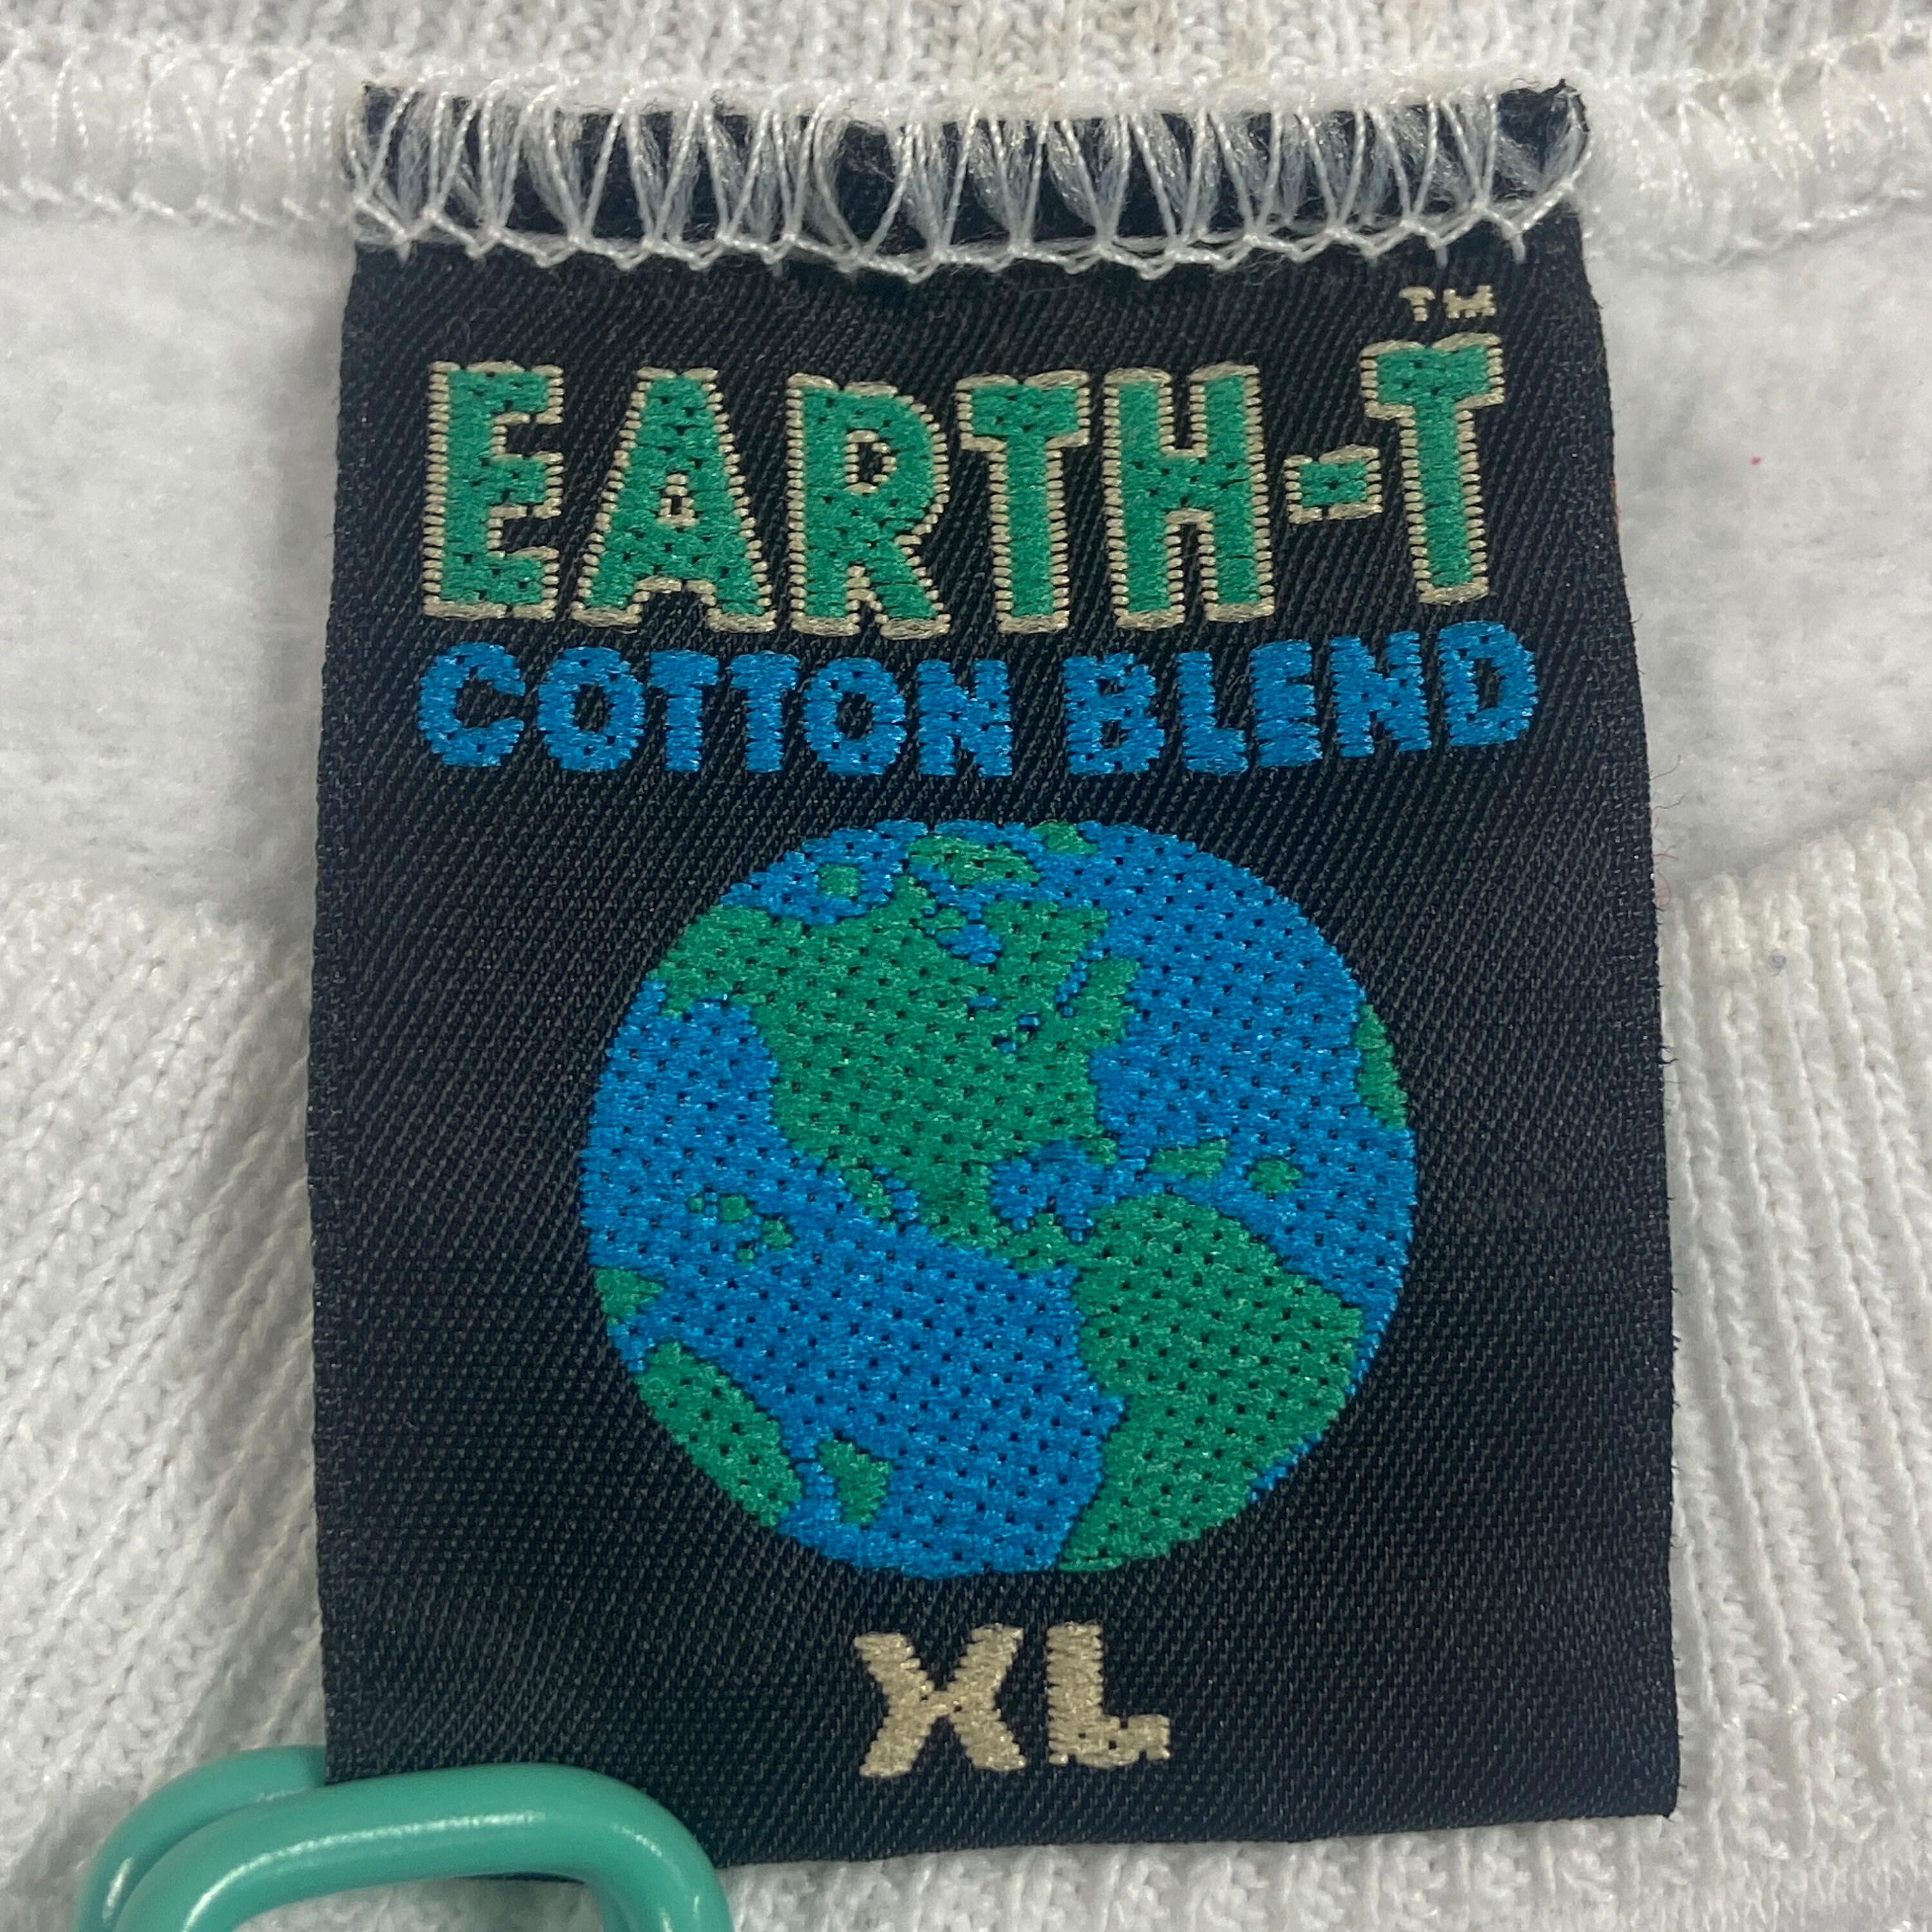 EARTH-T™
COTTON BLEND
XL